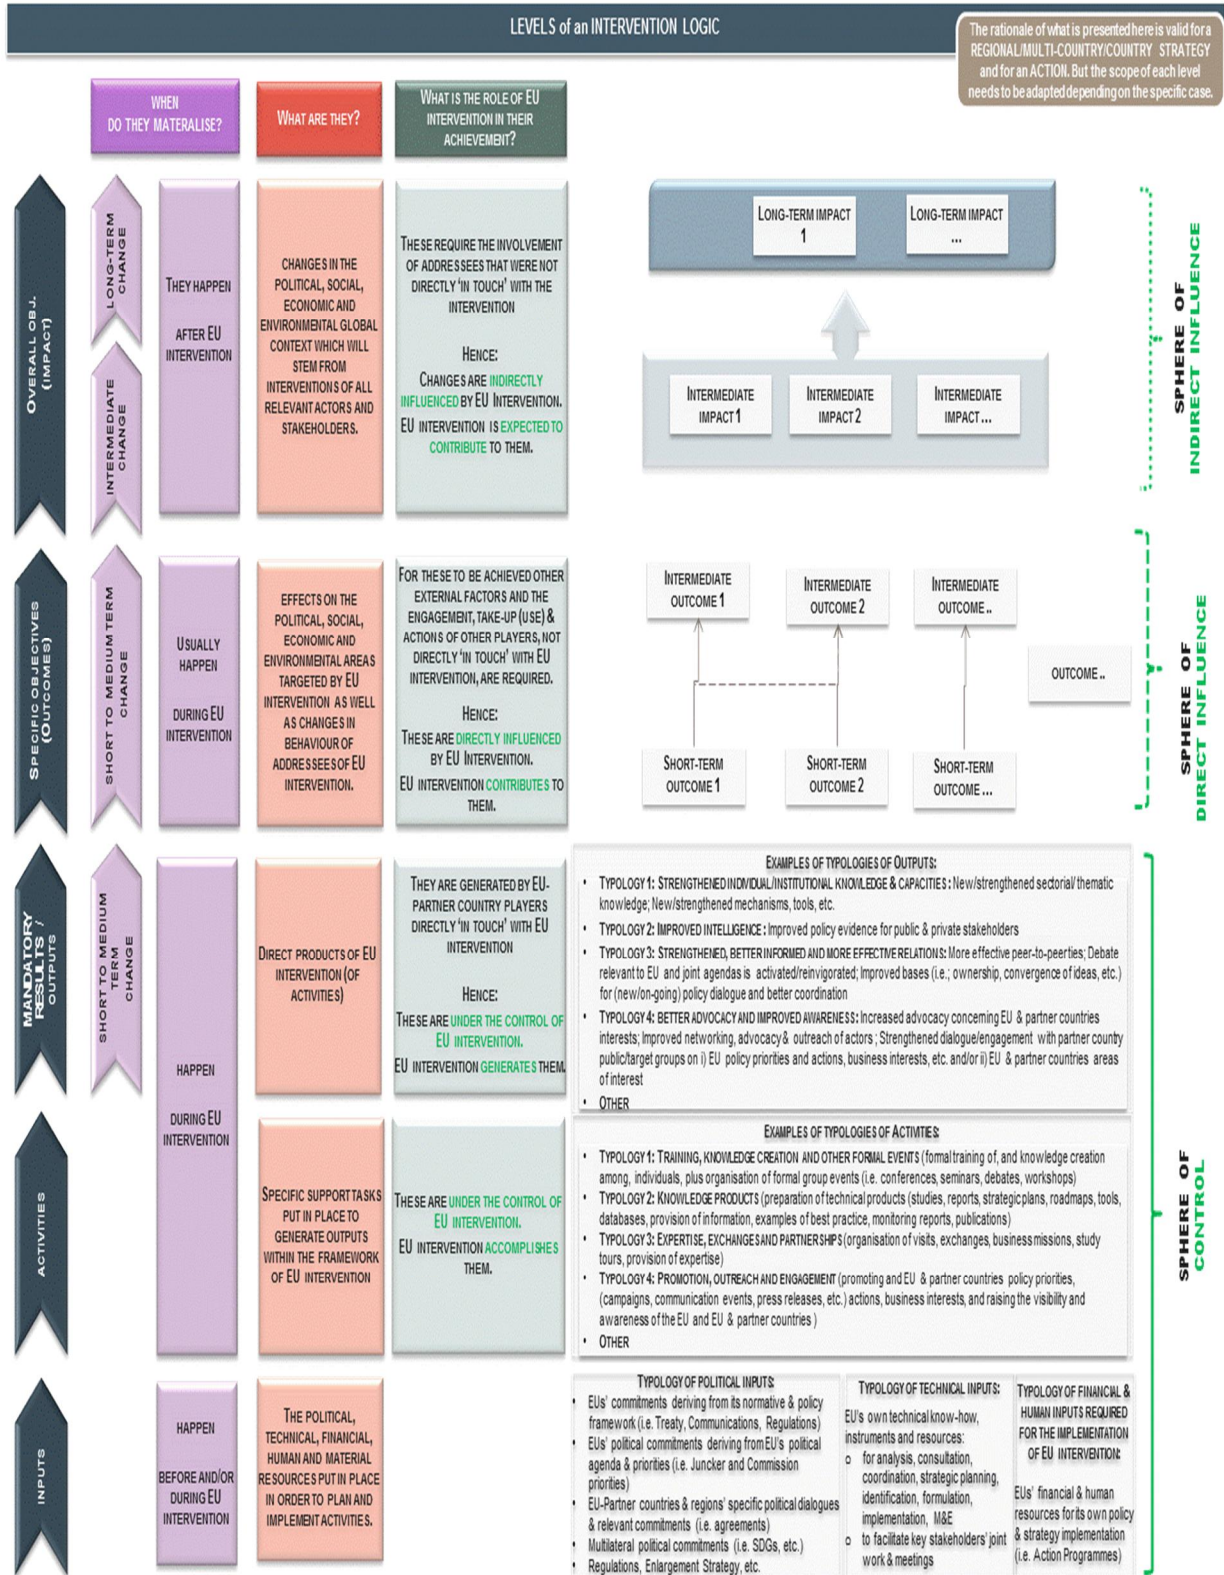 LEVELS of an INTERVENTION LOGIC
The rationale of what is presented here is valid for a
REGIONAL/MULTI-COUNTRY/COUNTRY STRATEGY
and for an ACTION. But the scope of each level
needs to be adapted depending on the specific case.
WHEN
DO THEY MATERALISE?
WHAT ARE THEY?
WHAT IS THE ROLE OF EU
INTERVENTION IN THEIR
ACHIEVEMENT?
OVERALL OBJ.
(IMPACT)
LONG-TERM
CHANGE
INTERMEDIATE
CHANGE
THEY HAPPEN
AFTER EU
INTERVENTION
CHANGES IN THE
POLITICAL, SOCIAL,
ECONOMIC AND
ENVIRONMENTAL GLOBAL
CONTEXT WHICH WILL
STEM FROM
INTERVENTIONS OF ALL
RELEVANT ACTORS AND
STAKEHOLDERS.
THESE REQUIRE THE INVOLVEMENT
OF ADDRESSEES THAT WERE NOT
DIRECTLY 'IN TOUCH' WITH THE
INTERVENTION
HENCE:
CHANGES ARE INDIRECTLY
INFLUENCED BY EU INTERVENTION.
EU INTERVENTION IS EXPECTED TO
CONTRIBUTE TO THEM.
LONG-TERM IMPACT
1
LONG-TERM IMPACT
...
INTERMEDIATE
IMPACT 1
INTERMEDIATE
IMPACT 2
INTERMEDIATE
IMPACT ...
SPHERE OF
INDIRECT INFLUENCE
SPECIFIC OBJECTIVES
(OUTCOMES)
SHORT TO MEDIUM TERM
CHANGE
USUALLY
HAPPEN
DURING EU
INTERVENTION
EFFECTS ON THE
POLITICAL, SOCIAL,
ECONOMIC AND
ENVIRONMENTAL AREAS
TARGETED BY EU
INTERVENTION AS WELL
AS CHANGES IN
BEHAVIOUR OF
ADDRESSEES OF EU
INTERVENTION.
FOR THESE TO BE ACHIEVED OTHER
EXTERNAL FACTORS AND THE
ENGAGEMENT, TAKE-UP (USE) &
ACTIONS OF OTHER PLAYERS, NOT
DIRECTLY 'IN TOUCH' WITH EU
INTERVENTION, ARE REQUIRED.
HENCE:
THESE ARE DIRECTLY INFLUENCED
BY EU INTERVENTION.
EU INTERVENTION CONTRIBUTES TO
THEM.
INTERMEDIATE
OUTCOME 1
INTERMEDIATE
OUTCOME 2
INTERMEDIATE
OUTCOME ..
OUTCOME ..
SHORT-TERM
OUTCOME 1
SHORT-TERM
OUTCOME 2
SHORT-TERM
OUTCOME ...
SPHERE OF
DIRECT INFLUENCE
MANDATORY
RESULTS /
OUTPUTS
SHORT TO MEDIUM
TERM
CHANGE
HAPPEN
DURING EU
INTERVENTION
DIRECT PRODUCTS OF EU
INTERVENTION (OF
ACTIVITIES)
THEY ARE GENERATED BY EU-
PARTNER COUNTRY PLAYERS
DIRECTLY 'IN TOUCH' WITH EU
INTERVENTION
HENCE:
THESE ARE UNDER THE CONTROL OF
EU INTERVENTION.
EU INTERVENTION GENERATES THEM.
EXAMPLES OF TYPOLOGIES OF OUTPUTS:
• TYPOLOGY 1: STRENGTHENED INDIVIDUAL/INSTITUTIONAL KNOWLEDGE & CAPACITIES : New/strengthened sectorial/ thematic
knowledge; New/strengthened mechanisms, tools, etc.
• TYPOLOGY 2: IMPROVED INTELLIGENCE: Improved policy evidence for public & private stakeholders
• TYPOLOGY 3: STRENGTHENED, BETTER INFORMED AND MORE EFFECTIVE RELATIONS: More effective peer-to-peerties; Debate
relevant to EU and joint agendas is activated/reinvigorated; Improved bases (i.e.; ownership, convergence of ideas, etc.)
for (new/on-going) policy dialogue and better coordination
• TYPOLOGY 4: BETTER ADVOCACY AND IMPROVED AWARENESS: Increased advocacy concerning EU & partner countries
interests; Improved networking, advocacy & outreach of actors ; Strengthened dialogue/engagement with partner country
public/target groups on i) EU policy priorities and actions, business interests, etc. and/or ii) EU & partner countries areas
of interest
• OTHER
ACTIVITIES
SPECIFIC SUPPORT TASKS
PUT IN PLACE TO
GENERATE OUTPUTS
WITHIN THE FRAMEWORK
OF EU INTERVENTION
THESE ARE UNDER THE CONTROL OF
EU INTERVENTION.
EU INTERVENTION ACCOMPLISHES
THEM.
EXAMPLES OF TYPOLOGIES OF ACTIVITIES:
• TYPOLOGY 1: TRAINING, KNOWLEDGE CREATION AND OTHER FORMAL EVENTS (formal training of, and knowledge creation
among, individuals, plus organisation of formal group events (i.e. conferences, seminars, debates, workshops)
• TYPOLOGY 2: KNOWLEDGE PRODUCTS (preparation of technical products (studies, reports, strategic plans, roadmaps, tools,
databases, provision of information, examples of best practice, monitoring reports, publications)
• TYPOLOGY 3: EXPERTISE, EXCHANGES AND PARTNERSHIPS (organisation of visits, exchanges, business missions, study
tours, provision of expertise)
• TYPOLOGY 4: PROMOTION, OUTREACH AND ENGAGEMENT (promoting and EU & partner countries policy priorities,
(campaigns, communication events, press releases, etc.) actions, business interests, and raising the visibility and
awareness of the EU and EU & partner countries )
• OTHER
SPHERE OF
CONTROL
INPUTS
HAPPEN
BEFORE AND/OR
DURING EU
INTERVENTION
THE POLITICAL,
TECHNICAL, FINANCIAL,
HUMAN AND MATERIAL
RESOURCES PUT IN PLACE
IN ORDER TO PLAN AND
IMPLEMENT ACTIVITIES.
TYPOLOGY OF POLITICAL INPUTS:
• EUs' commitments deriving from its normative & policy
framework (i.e. Treaty, Communications, Regulations)
• EUs' political commitments deriving from EU's political
agenda & priorities (i.e. Juncker and Commission
priorities)
• EU-Partner countries & regions' specific political dialogues
& relevant commitments (i.e. agreements)
• Multilateral political commitments (i.e. SDGs, etc.)
• Regulations, Enlargement Strategy, etc.
TYPOLOGY OF TECHNICAL INPUTS:
EU's own technical know-how,
instruments and resources:
o for analysis, consultation,
coordination, strategic planning,
identification, formulation,
implementation, M&E
o to facilitate key stakeholders' joint
work & meetings
TYPOLOGY OF FINANCIAL &
HUMAN INPUTS REQUIRED
FOR THE IMPLEMENTATION
OF EU INTERVENTION:
EUs' financial & human
resources forits own policy
& strategy implementation
(i.e. Action Programmes)